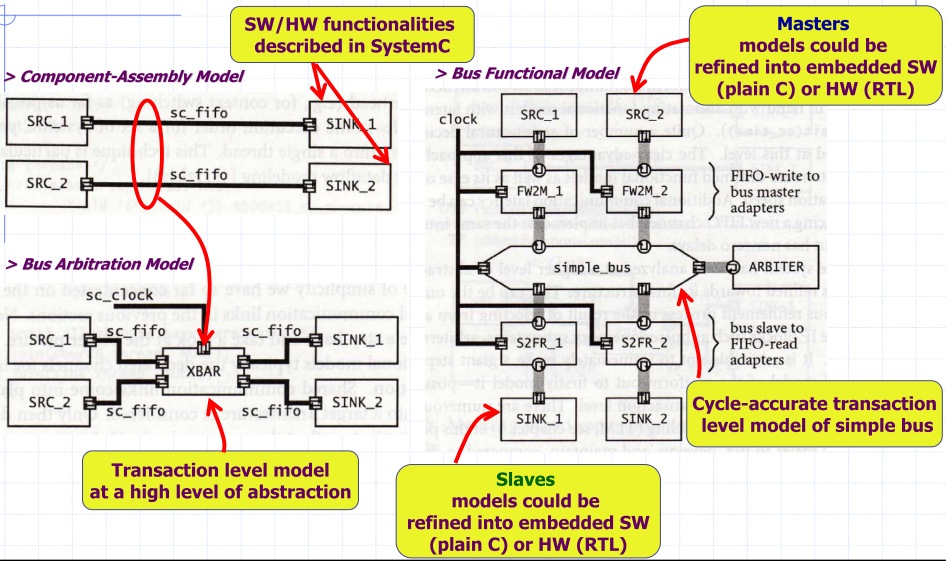 SW/HW functionalities
described in SystemC
Masters
models could be
refined into embedded SW
(plain C) or HW (RTL)
> Component-Assembly Model
SRC_1
sc_fifo
SINK_1
SRC_2
sc_fifo
SINK_2
> Bus Functional Model
clock
SRC_1
SRC_2
FW2M_1
FW2M_2
FIFO-write to
bus master
adapters
simple_bus
ARBITER
S2FR_1
S2FR_2
bus slave to
FIFO-read
adapters
SINK_1
SINK_2
> Bus Arbitration Model
sc_clock
SRC_1
sc_fifo
sc_fifo
SINK_1
XBAR
SRC_2
sc_fifo
sc_fifo
SINK_2
Cycle-accurate transaction
level model of simple bus
Transaction level model
at a high level of abstraction
Slaves
models could be
refined into embedded SW
(plain C) or HW (RTL)